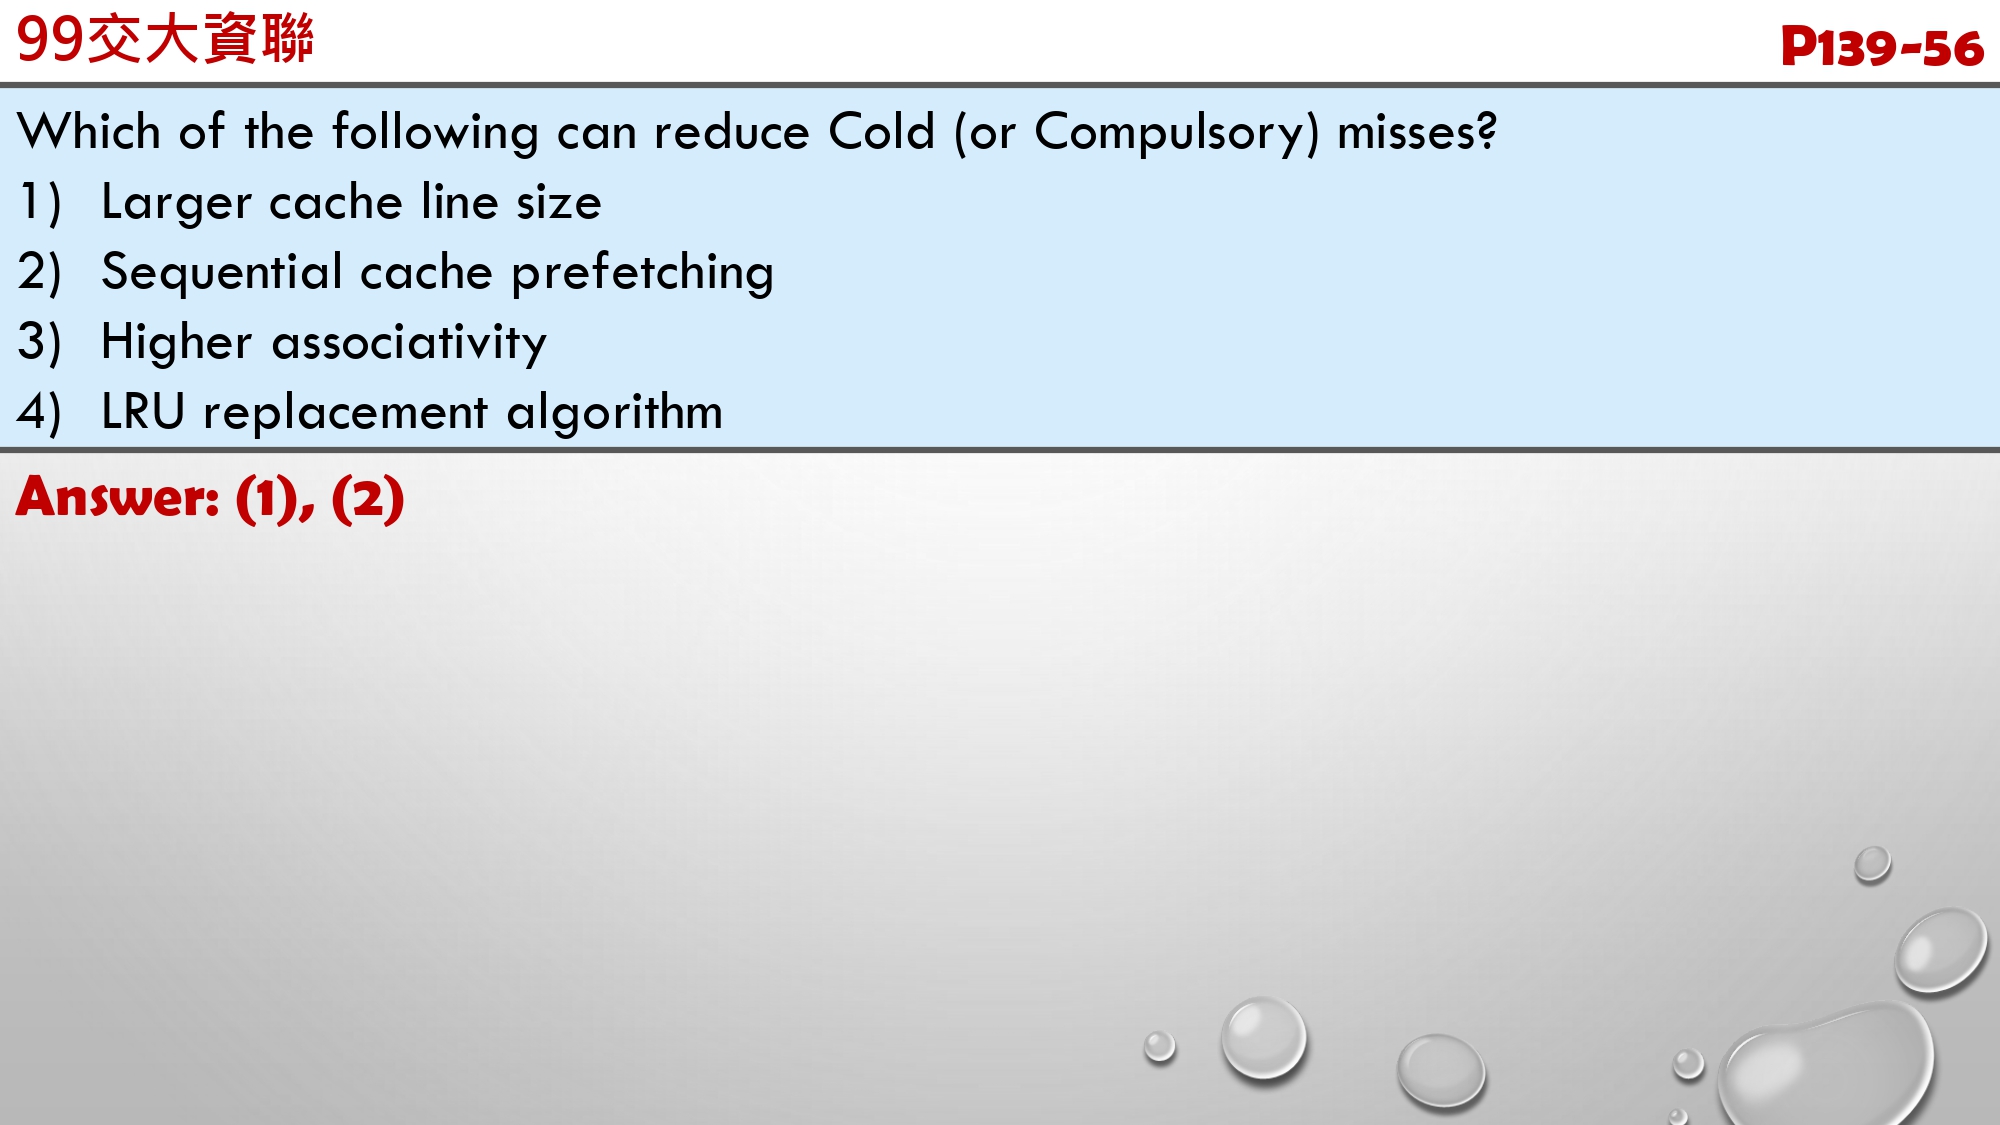 99交大資聯
P139-56
Which of the following can reduce Cold (or Compulsory) misses?
1) Larger cache line size
2) Sequential cache prefetching
3) Higher associativity
4) LRU replacement algorithm
Answer: (1), (2)